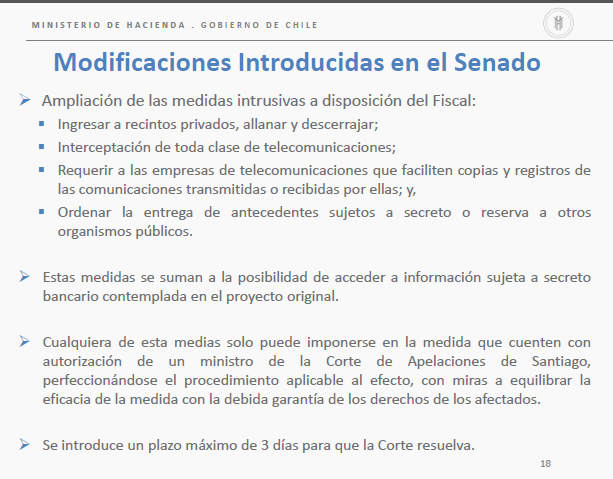 MINISTERIO DE HACIENDA . GOBIERNO DE CHILE
Modificaciones Introducidas en el Senado
➢ Ampliación de las medidas intrusivas a disposición del Fiscal:
▪ Ingresar a recintos privados, allanar y descerrajar;
▪ Interceptación de toda clase de telecomunicaciones;
▪ Requerir a las empresas de telecomunicaciones que faciliten copias y registros de
las comunicaciones transmitidas o recibidas por ellas; y,
▪ Ordenar la entrega de antecedentes sujetos a secreto o reserva a otros
organismos públicos.
➢ Estas medidas se suman a la posibilidad de acceder a información sujeta a secreto
bancario contemplada en el proyecto original.
➢ Cualquiera de esta medias solo puede imponerse en la medida que cuenten con
autorización de un ministro de la Corte de Apelaciones de Santiago,
perfeccionándose el procedimiento aplicable al efecto, con miras a equilibrar la
eficacia de la medida con la debida garantía de los derechos de los afectados.
➢ Se introduce un plazo máximo de 3 días para que la Corte resuelva.
18